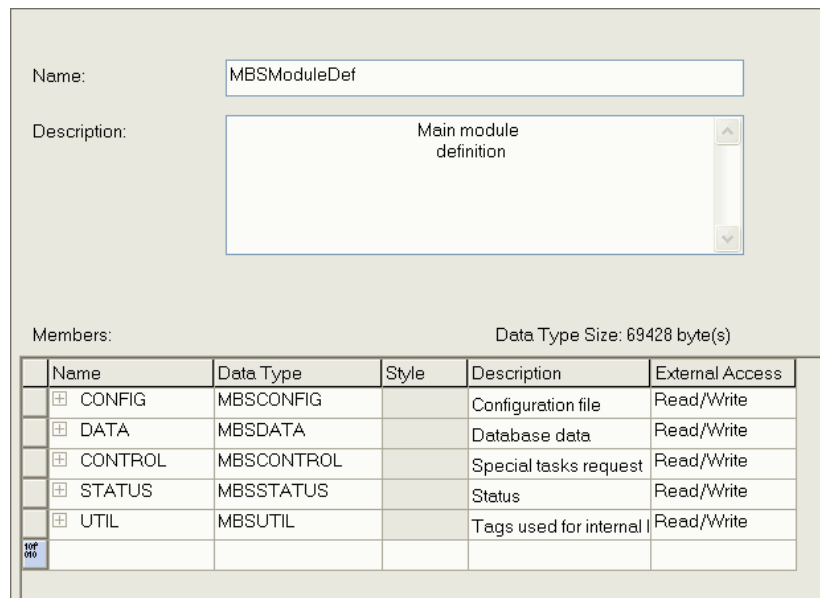 Name: MBSModuleDef
Description: Main module
definition
Members: Data Type Size: 69428 byte(s)
Name Data Type Style Description External Access
CONFIG MBSCONFIG Configuration file Read/Write
DATA MBSDATA Database data Read/Write
CONTROL MBSCONTROL Special tasks request Read/Write
STATUS MBSSTATUS Status Read/Write
UTIL MBSUTIL Tags used for internal Read/Write